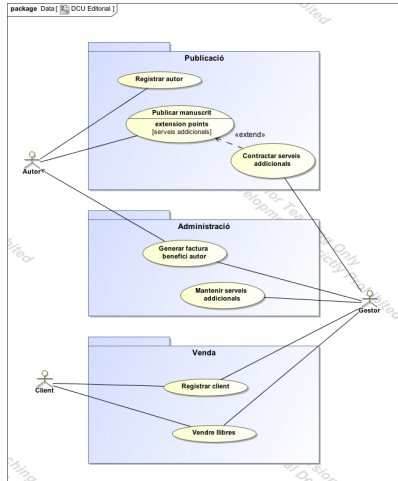 package Data [ DCU Editorial ]
Publicació
Registrar autor
Publicar manuscrit
extension points
[serveis addicionals]
«extend»
Contractar serveis
addicionals
Autor
Administració
Generar factura
benefici autor
Mantenir serveis
addicionals
Gestor
Venda
Registrar client
Client
Vendre llibres